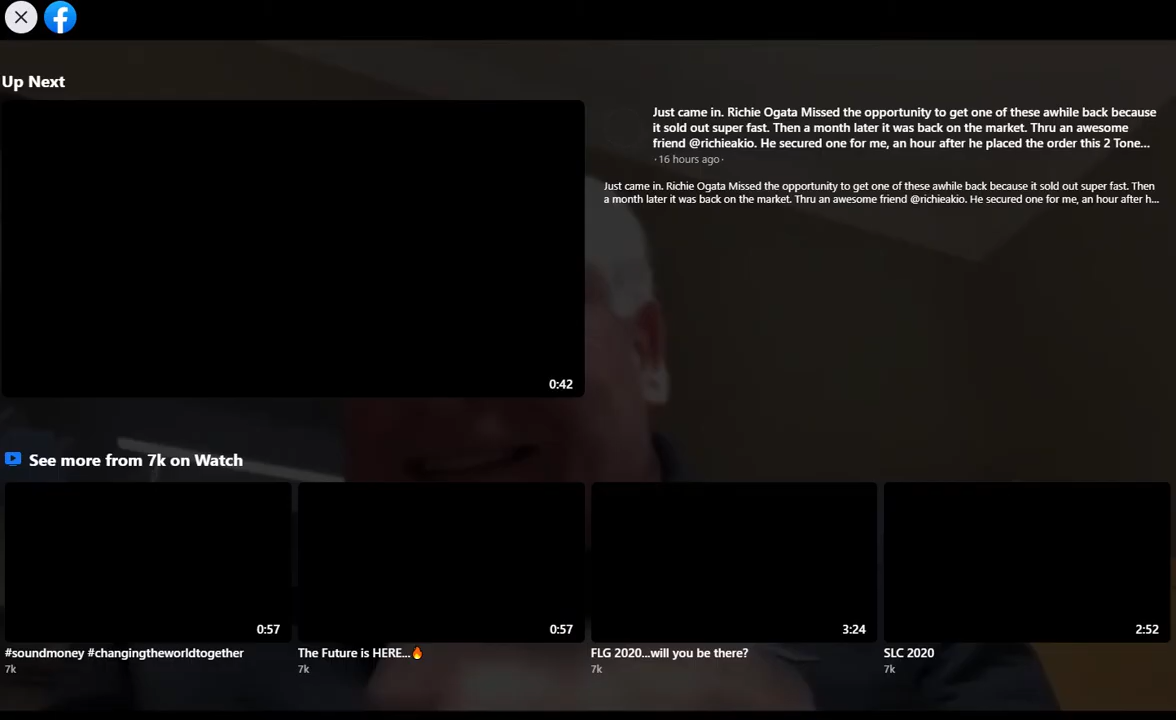 Up Next
Just came in. Richie Ogata Missed the opportunity to get one of these awhile back because
it sold out super fast. Then a month later it was back on the market. Thru an awesome
friend @richieakio. He secured one for me, an hour after he placed the order this 2 Tone...
· 16 hours ago ·
Just came in. Richie Ogata Missed the opportunity to get one of these awhile back because it sold out super fast. Then
a month later it was back on the market. Thru an awesome friend @richieakio. He secured one for me, an hour after h...
0:42
See more from 7k on Watch
0:57
0:57
3:24
2:52
#soundmoney #changingtheworldtogether
The Future is HERE...🔥
FLG 2020...will you be there?
SLC 2020
7k
7k
7k
7k